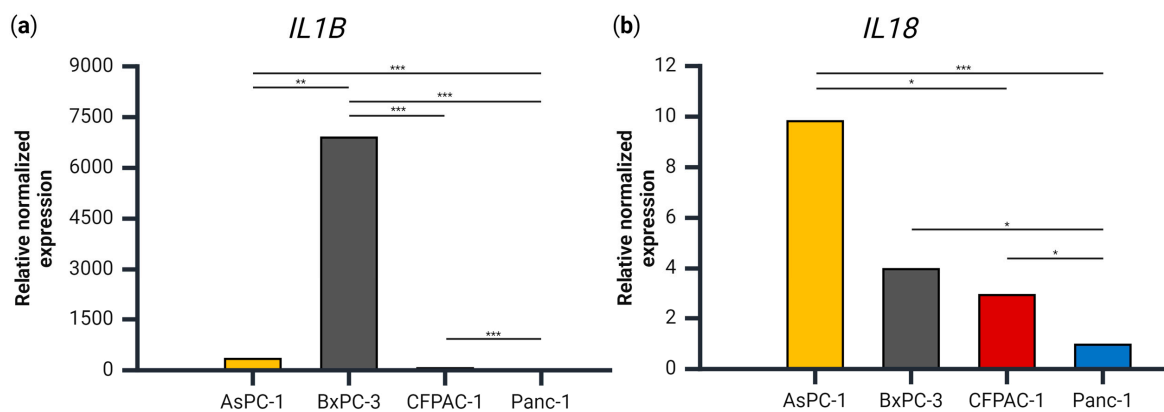 (a)
IL1B
Relative normalized
expression
9000
7500
6000
4500
3000
1500
0
***
**
***
***
***
AsPC-1
BxPC-3
CFPAC-1
Panc-1
(b)
IL18
Relative normalized
expression
12
10
8
6
4
2
0
***
*
*
*
AsPC-1
BxPC-3
CFPAC-1
Panc-1